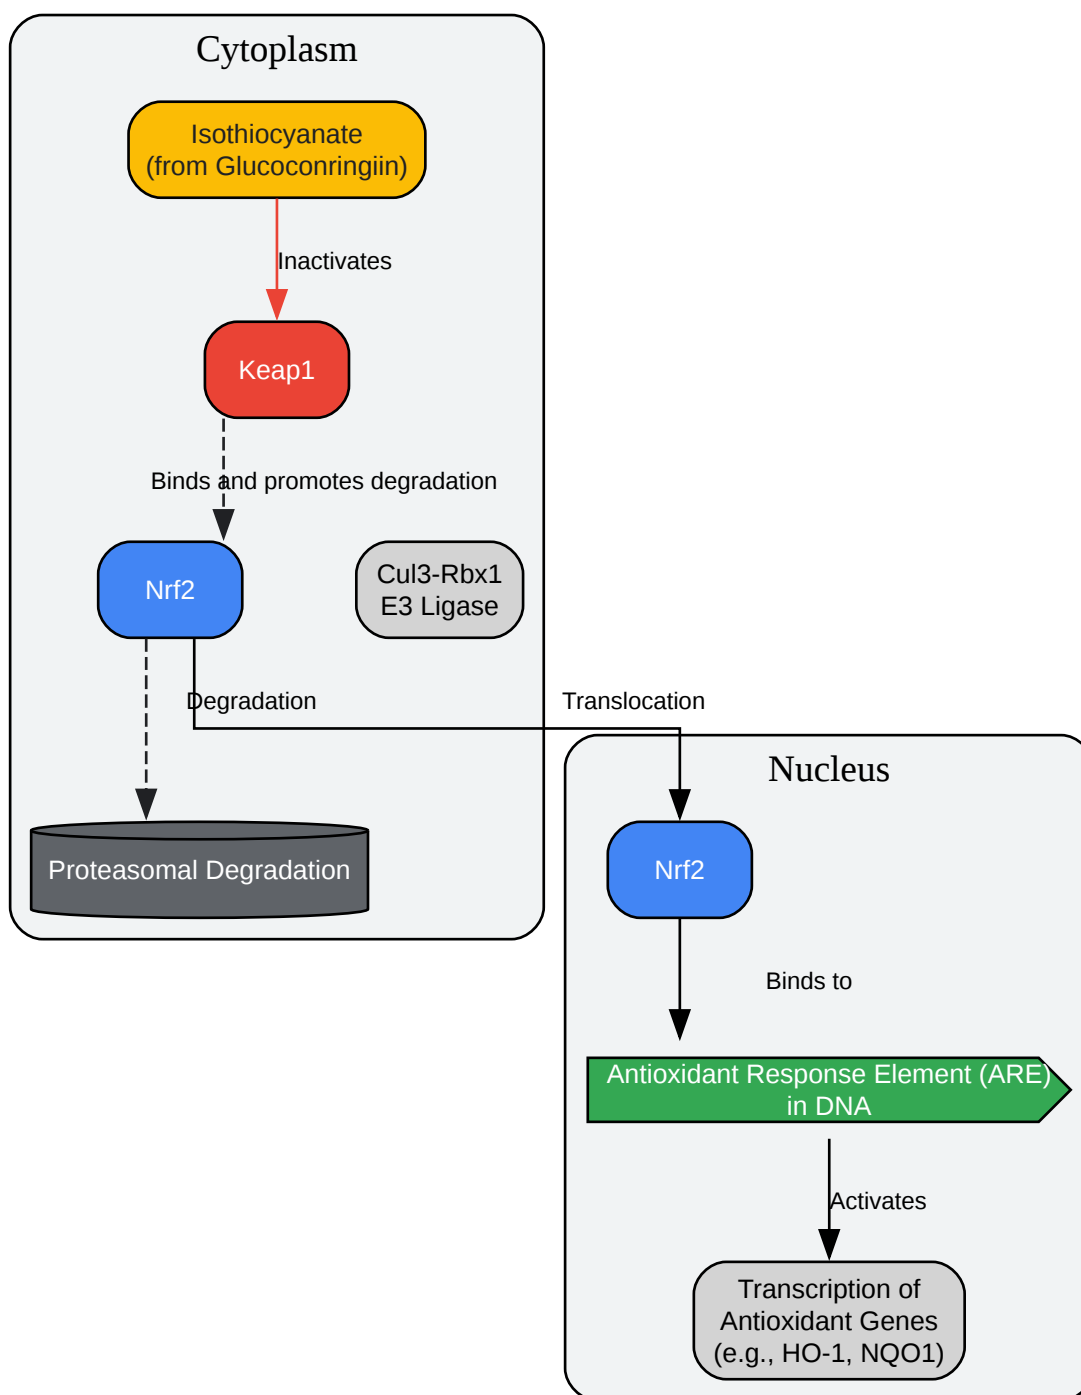 Cytoplasm
Isothiocyanate
(from Glucoconringiin)
Inactivates
Keap1
Binds and promotes degradation
Nrf2
Cul3-Rbx1
E3 Ligase
Degradation
Translocation
Proteasomal Degradation
Nucleus
Nrf2
Binds to
Antioxidant Response Element (ARE)
in DNA
Activates
Transcription of
Antioxidant Genes
(e.g., HO-1, NQO1)